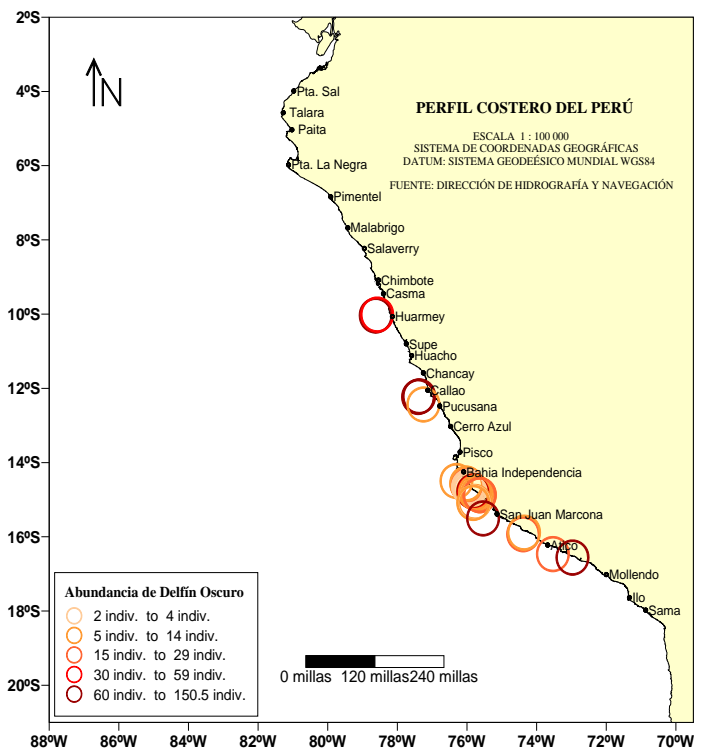 2ºS
4ºS
6ºS
8ºS
10ºS
12ºS
14ºS
16ºS
18ºS
20ºS
N
PERFIL COSTERO DEL PERÚ
ESCALA 1 : 100 000
SISTEMA DE COORDENADAS GEOGRÁFICAS
DATUM: SISTEMA GEODEÉSICO MUNDIAL WGS84
FUENTE: DIRECCIÓN DE HIDROGRAFÍA Y NAVEGACIÓN
Pta. Sal
Talara
Paita
Pta. La Negra
Pimentel
Malabrigo
Salaverry
Chimbote
Casma
Huarmey
Supe
Huacho
Chancay
Callao
Pucusana
Cerro Azul
Pisco
Bahia Independencia
San Juan Marcona
Atico
Mollendo
Ilo
Sama
Abundancia de Delfín Oscuro
2 indiv. to 4 indiv.
5 indiv. to 14 indiv.
15 indiv. to 29 indiv.
30 indiv. to 59 indiv.
60 indiv. to 150.5 indiv.
0 millas 120 millas 240 millas
88ºW 86ºW 84ºW 82ºW 80ºW 78ºW 76ºW 74ºW 72ºW 70ºW